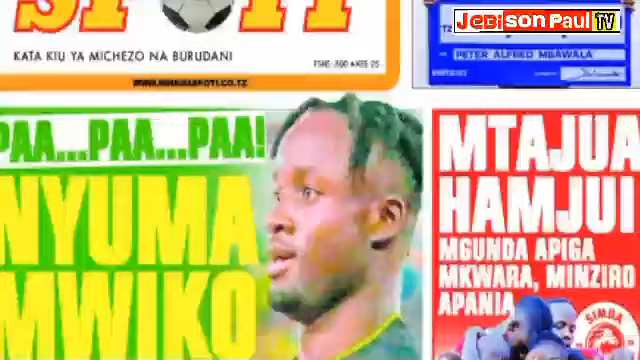 SPOTI
KATA KIU YA MICHEZO NA BURUDANI
JEBISON PAUL TV
PETER ALFRED MBAWALA
PAA...PAA...PAA!
NYUMA
MWIKO
MTAJUA
HAMJUI
MGUNDA APIGA
MKWARA, MINZIRO
APANIA
SIMBA